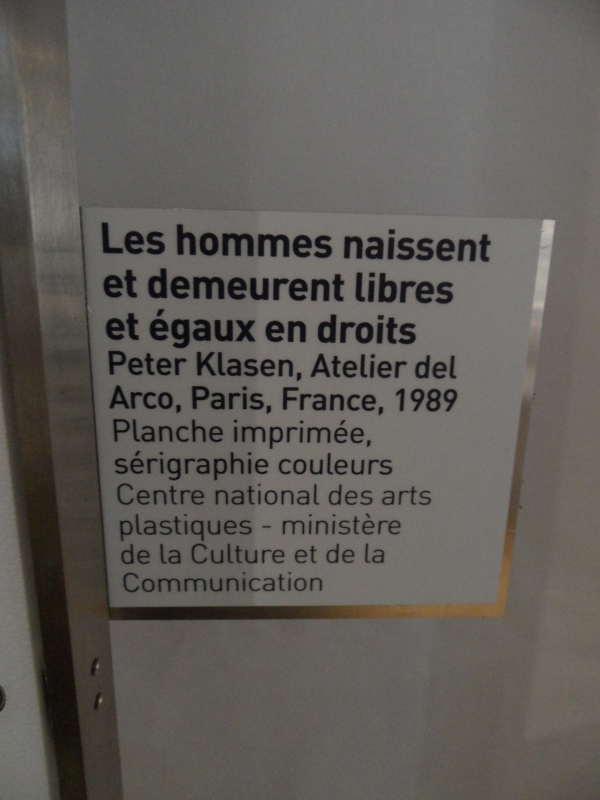 Les hommes naissent
et demeurent libres
et égaux en droits
Peter Klasen, Atelier del
Arco, Paris, France, 1989
Planche imprimée,
sérigraphie couleurs
Centre national des arts
plastiques - ministère
de la Culture et de la
Communication